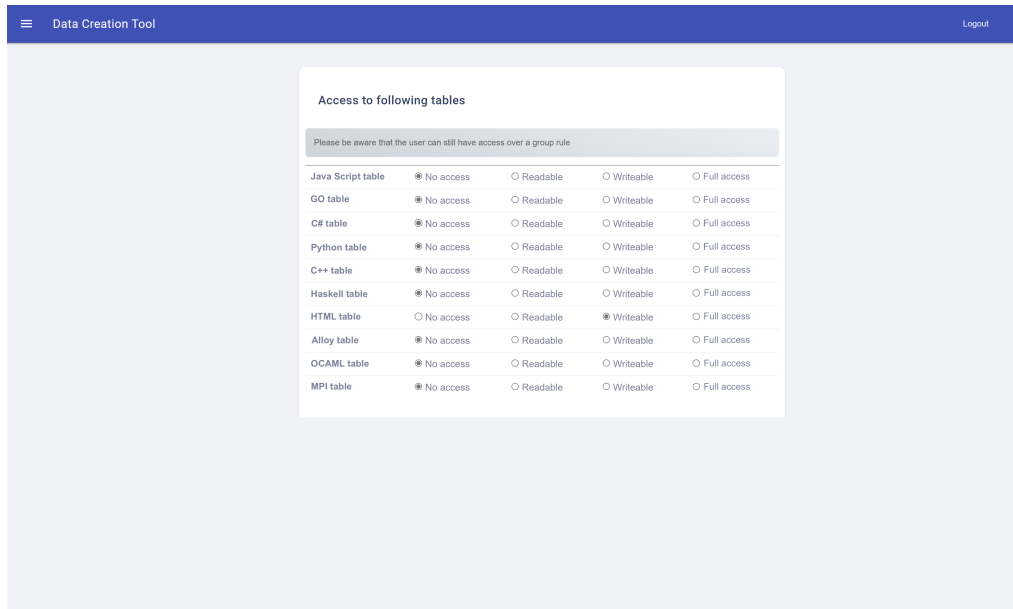 Data Creation Tool Logout
Access to following tables
Please be aware that the user can still have access over a group rule
Java Script table No access Readable Writeable Full access
GO table No access Readable Writeable Full access
C# table No access Readable Writeable Full access
Python table No access Readable Writeable Full access
C++ table No access Readable Writeable Full access
Haskell table No access Readable Writeable Full access
HTML table No access Readable Writeable Full access
Alloy table No access Readable Writeable Full access
OCAML table No access Readable Writeable Full access
MPI table No access Readable Writeable Full access